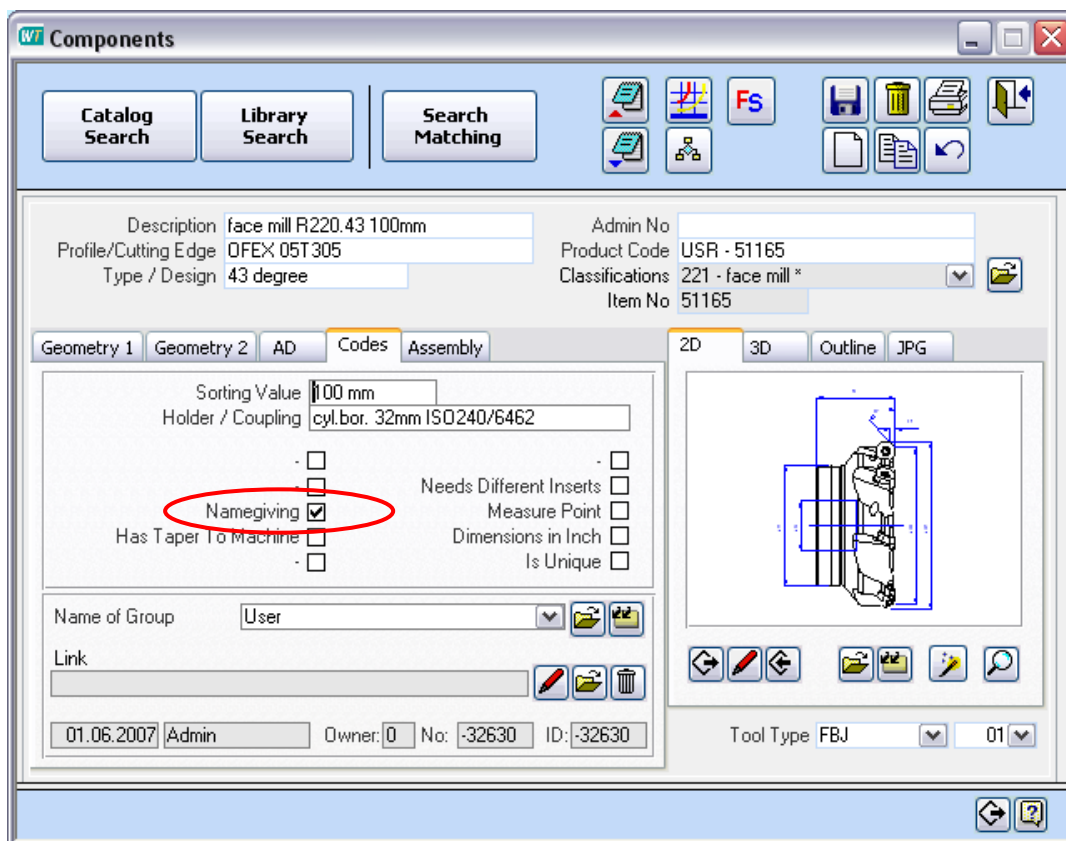 WT Components
Catalog Search
Library Search
Search Matching
FS
Description face mill R220.43 100mm
Profile/Cutting Edge OFEX 05T305
Type / Design 43 degree
Admin No
Product Code USR - 51165
Classifications 221 - face mill *
Item No 51165
Geometry 1 Geometry 2 AD Codes Assembly
2D 3D Outline JPG
Sorting Value 100 mm
Holder / Coupling cyl.bor. 32mm ISO240/6462
- -
- Needs Different Inserts
Namegiving Measure Point
Has Taper To Machine Dimensions in Inch
- Is Unique
Name of Group User
Link
01.06.2007 Admin Owner: 0 No: -32630 ID: -32630
Tool Type FBJ 01